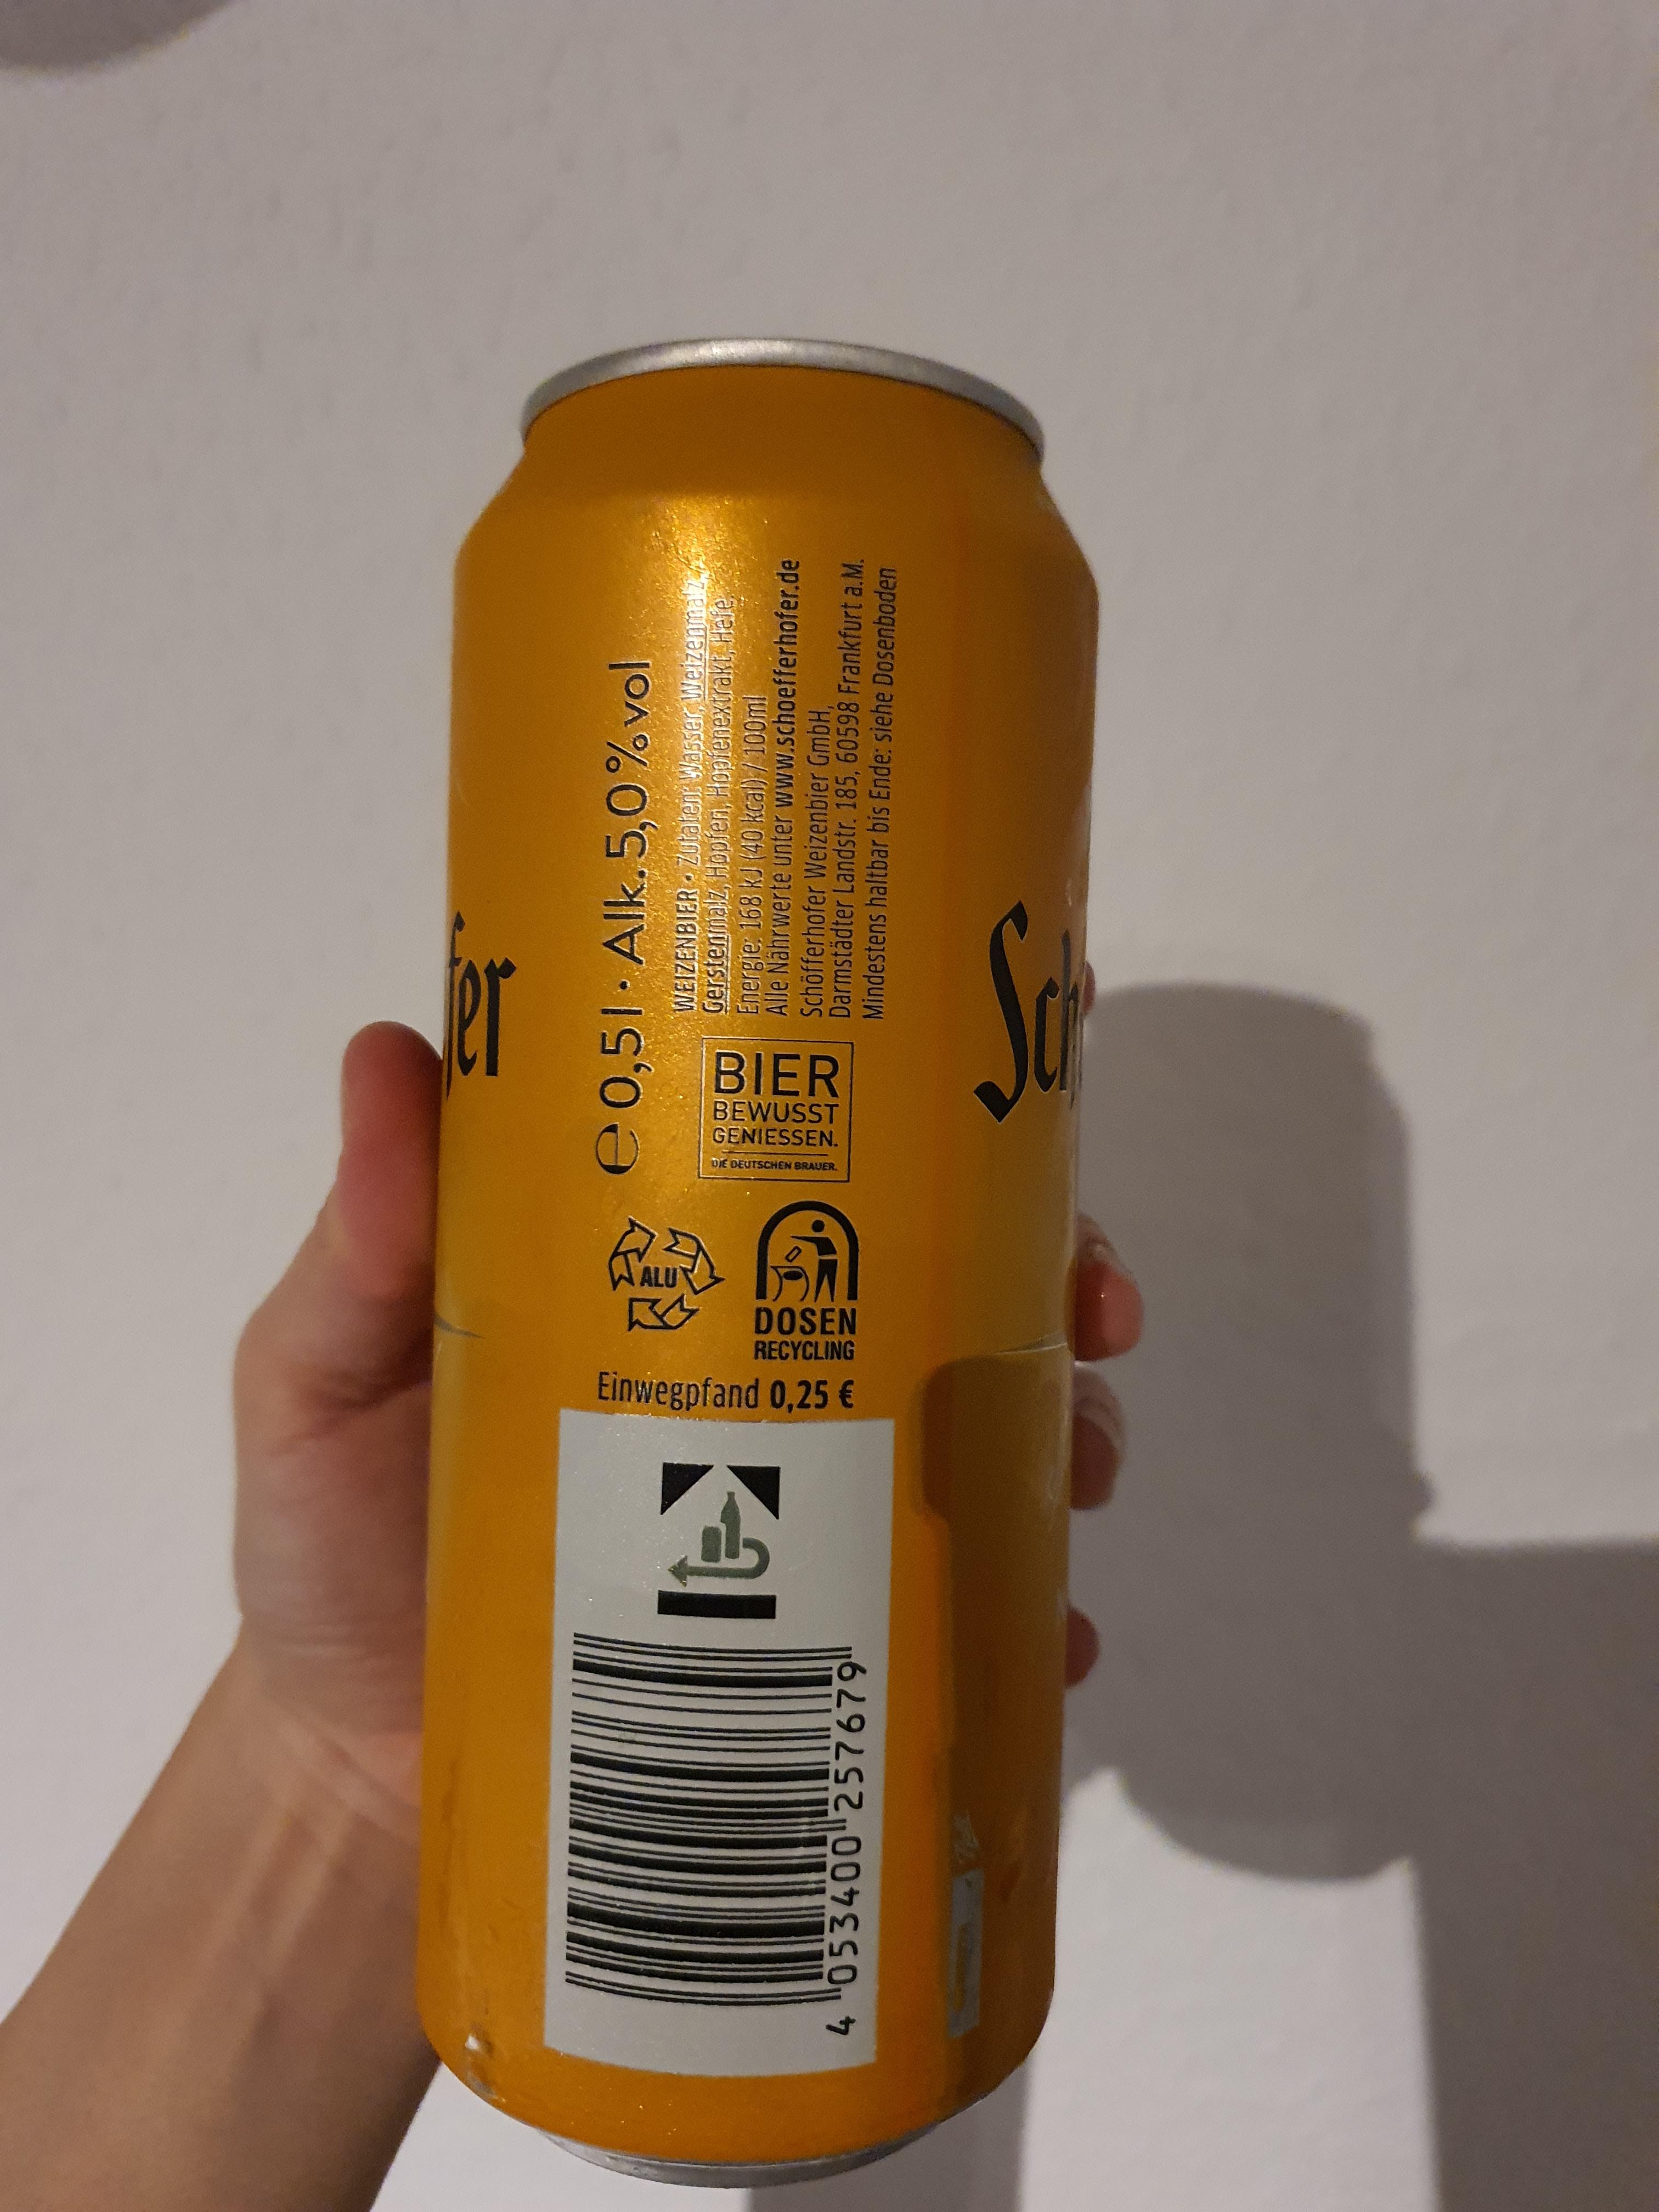 fer
Sch
e 0,5 l · Alk. 5,0 % vol
WEIZENBIER • Zutaten: Wasser, Weizenmalz,
Gerstenmalz, Hopfen, Hopfenextrakt, Hefe
Energie: 168 kJ (40 kcal) / 100ml
Alle Nährwerte unter www.schoefferhofer.de
Schöfferhofer Weizenbier GmbH,
Darmstädter Landstr. 185, 60598 Frankfurt a.M.
Mindestens haltbar bis Ende: siehe Dosenboden
BIER
BEWUSST
GENIESSEN.
DIE DEUTSCHEN BRAUER.
ALU
DOSEN
RECYCLING
Einwegpfand 0,25 €
4 053400 257679